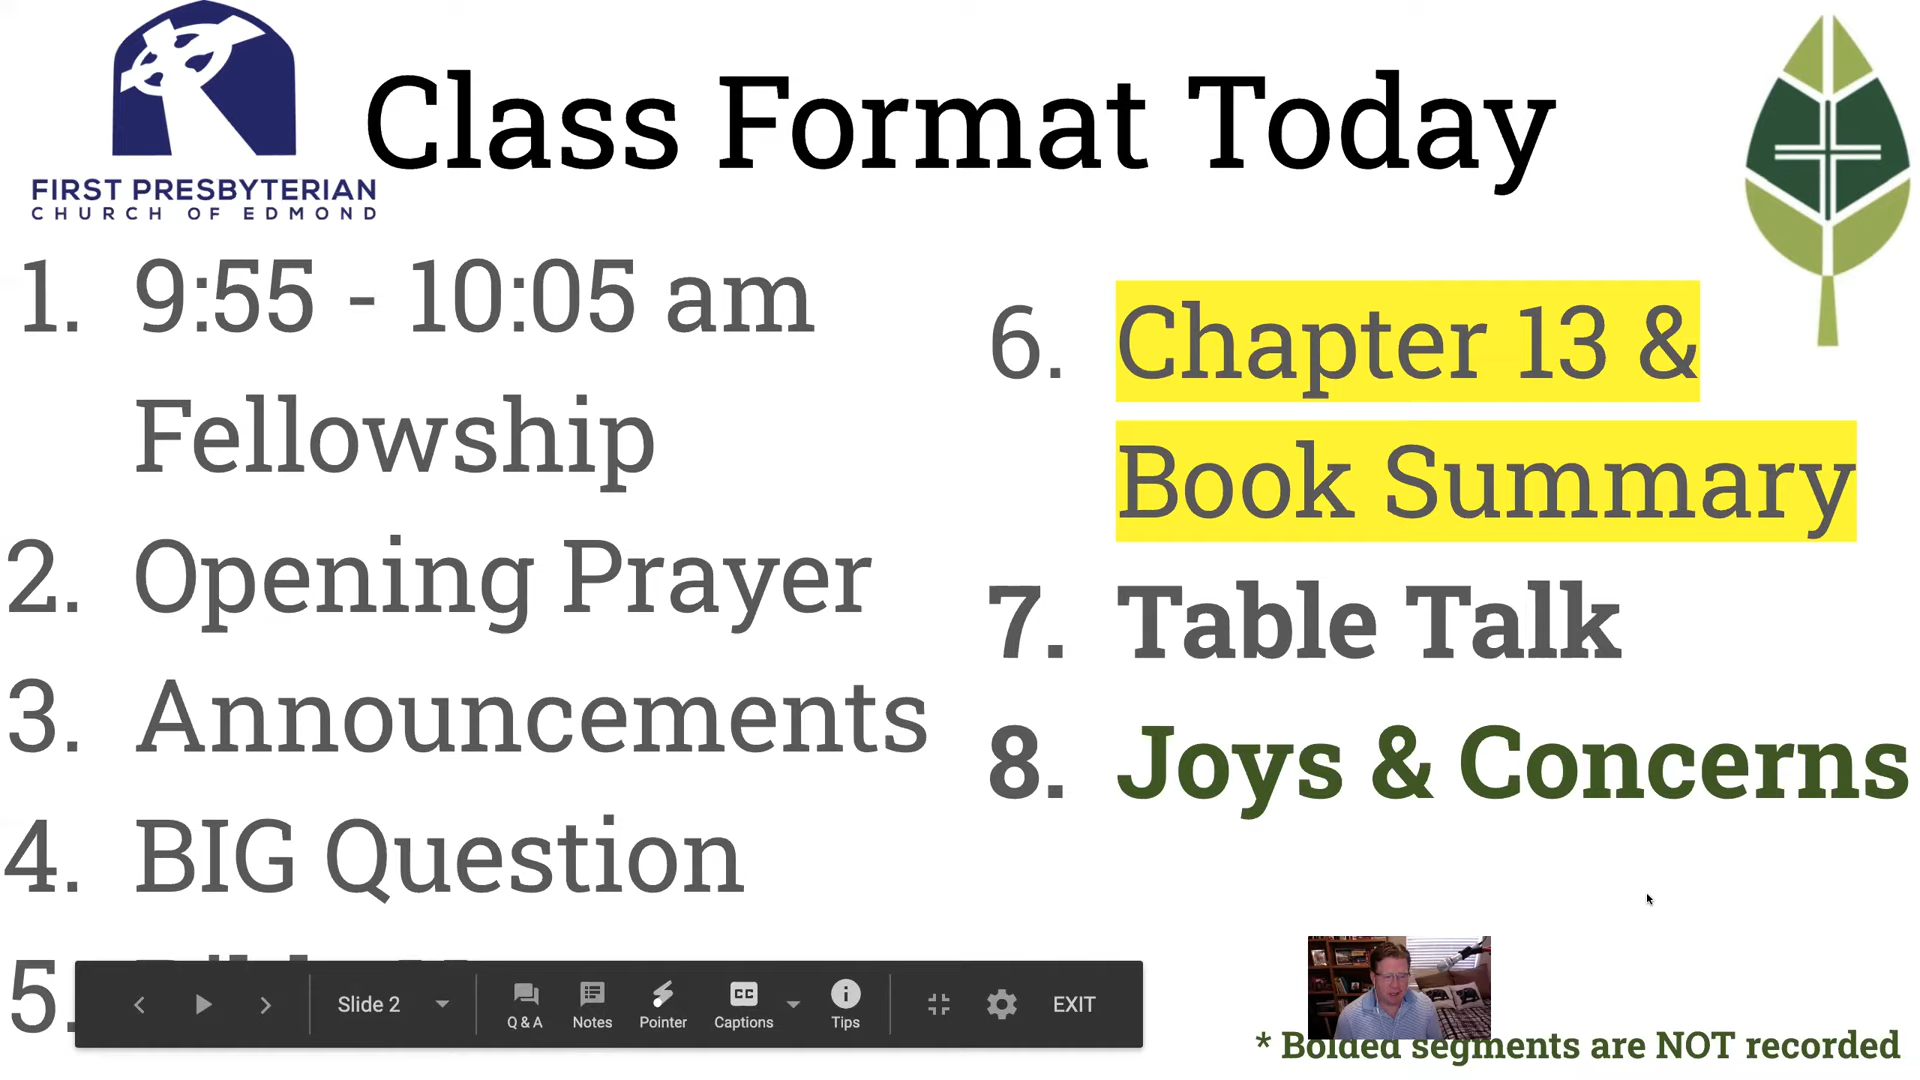 Class Format Today
FIRST PRESBYTERIAN
CHURCH OF EDMOND
1. 9:55 - 10:05 am
Fellowship
2. Opening Prayer
3. Announcements
4. BIG Question
5.
6. Chapter 13 &
Book Summary
7. Table Talk
8. Joys & Concerns
Slide 2
Q & A
Notes
Pointer
CC
Captions
Tips
EXIT
* Bolded segments are NOT recorded